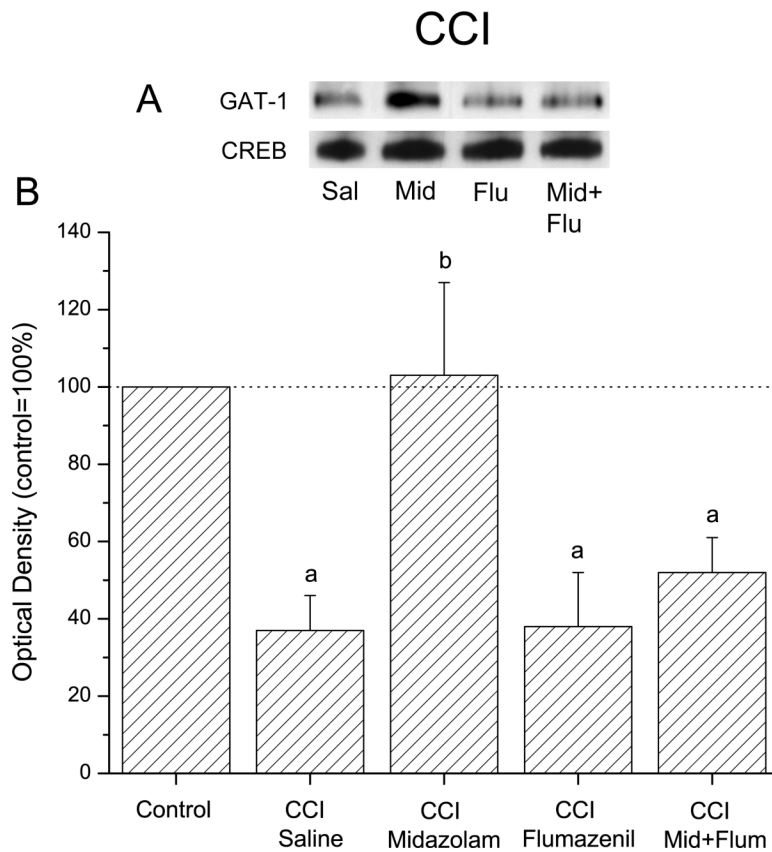 CCI
A
GAT-1
CREB
Sal Mid Flu Mid+
Flu
B
Optical Density (control=100%)
140
120
100
80
60
40
20
0
a
b
a
a
Control CCI CCI CCI CCI
Saline Midazolam Flumazenil Mid+Flum